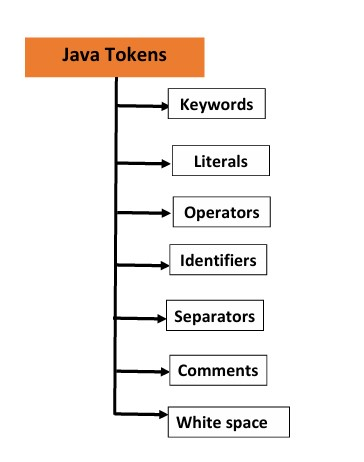 Java Tokens
Keywords
Literals
Operators
Identifiers
Separators
Comments
White space